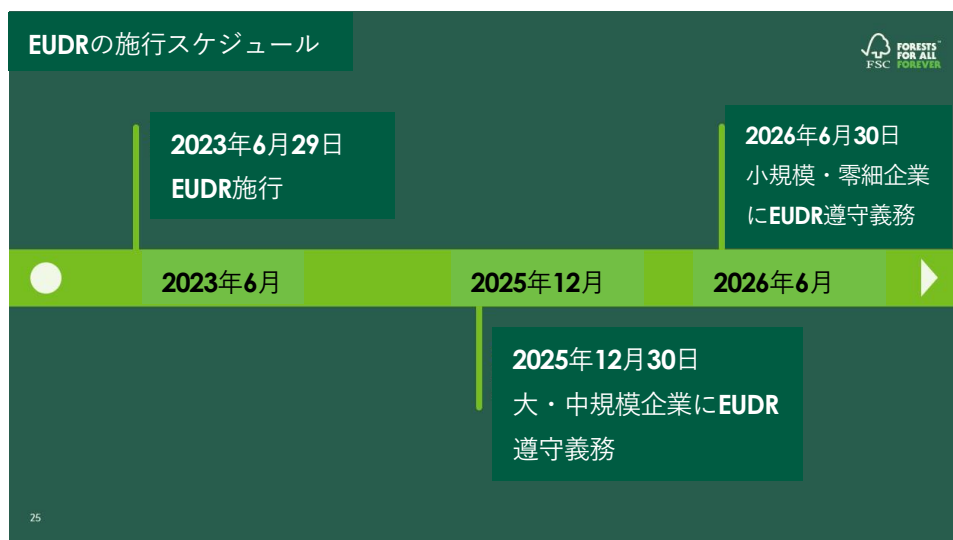 EUDRの施行スケジュール
FSC
FORESTS™
FOR ALL
FOREVER
2023年6月29日
EUDR施行
2026年6月30日
小規模・零細企業
にEUDR遵守義務
2023年6月
2025年12月
2026年6月
2025年12月30日
大・中規模企業にEUDR
遵守義務
25